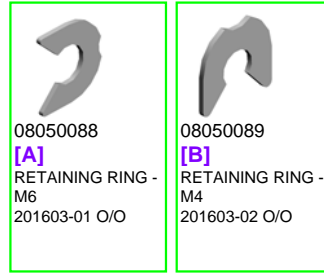 08050088
[A]
RETAINING RING -
M6
201603-01 O/O
08050089
[B]
RETAINING RING -
M4
201603-02 O/O